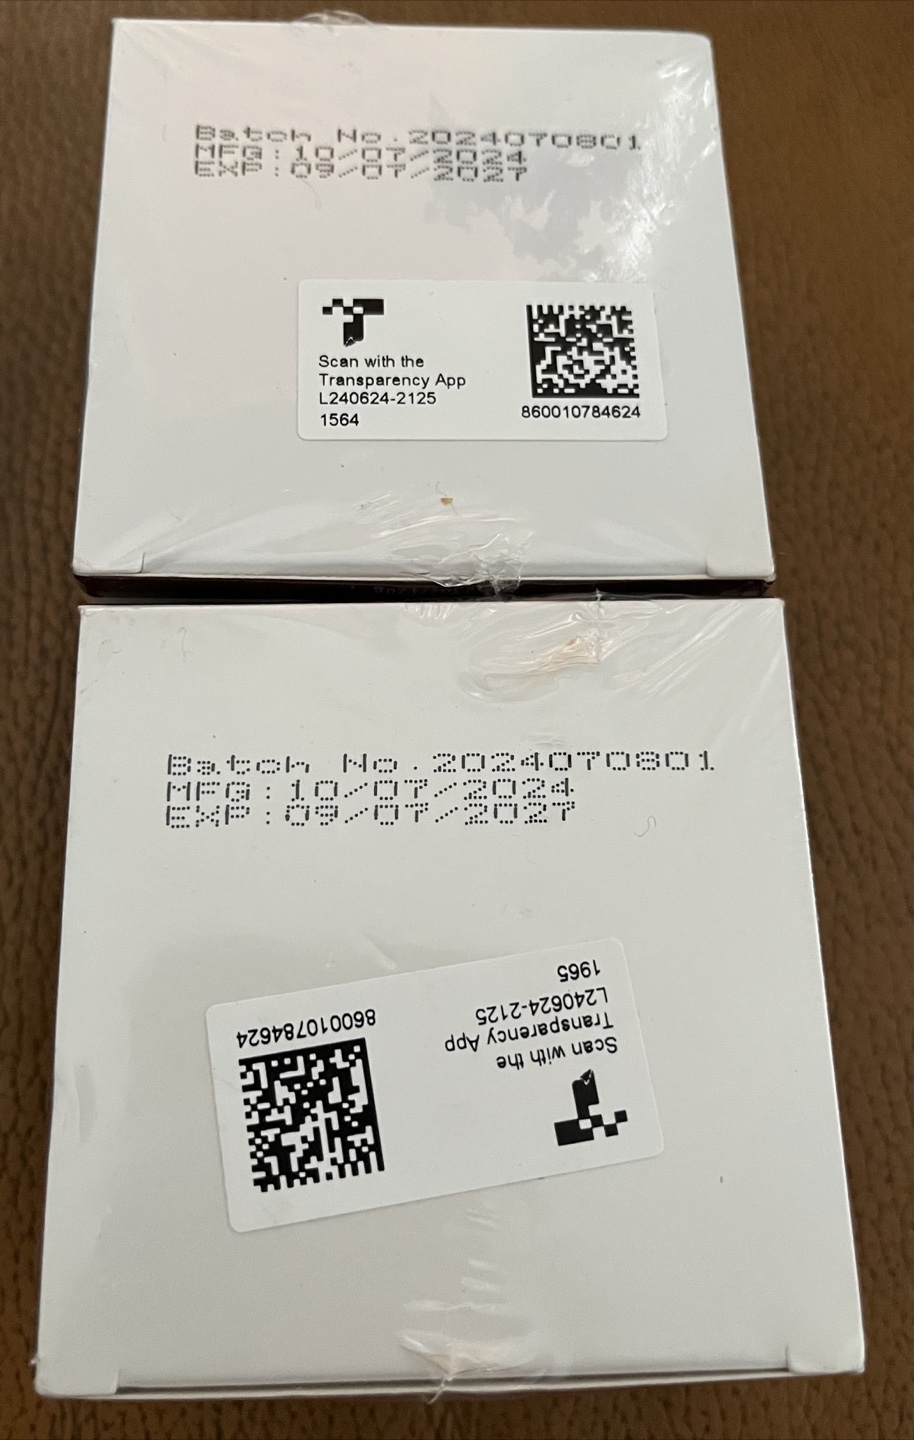 Batch No.2024070801
MFG:10/07/2024
EXP:09/07/2027
Scan with the
Transparency App
L240624-2125
1564
860010784624
Batch No.2024070801
MFG:10/07/2024
EXP:09/07/2027
Scan with the
Transparency App
L240624-2125
1965
860010784624